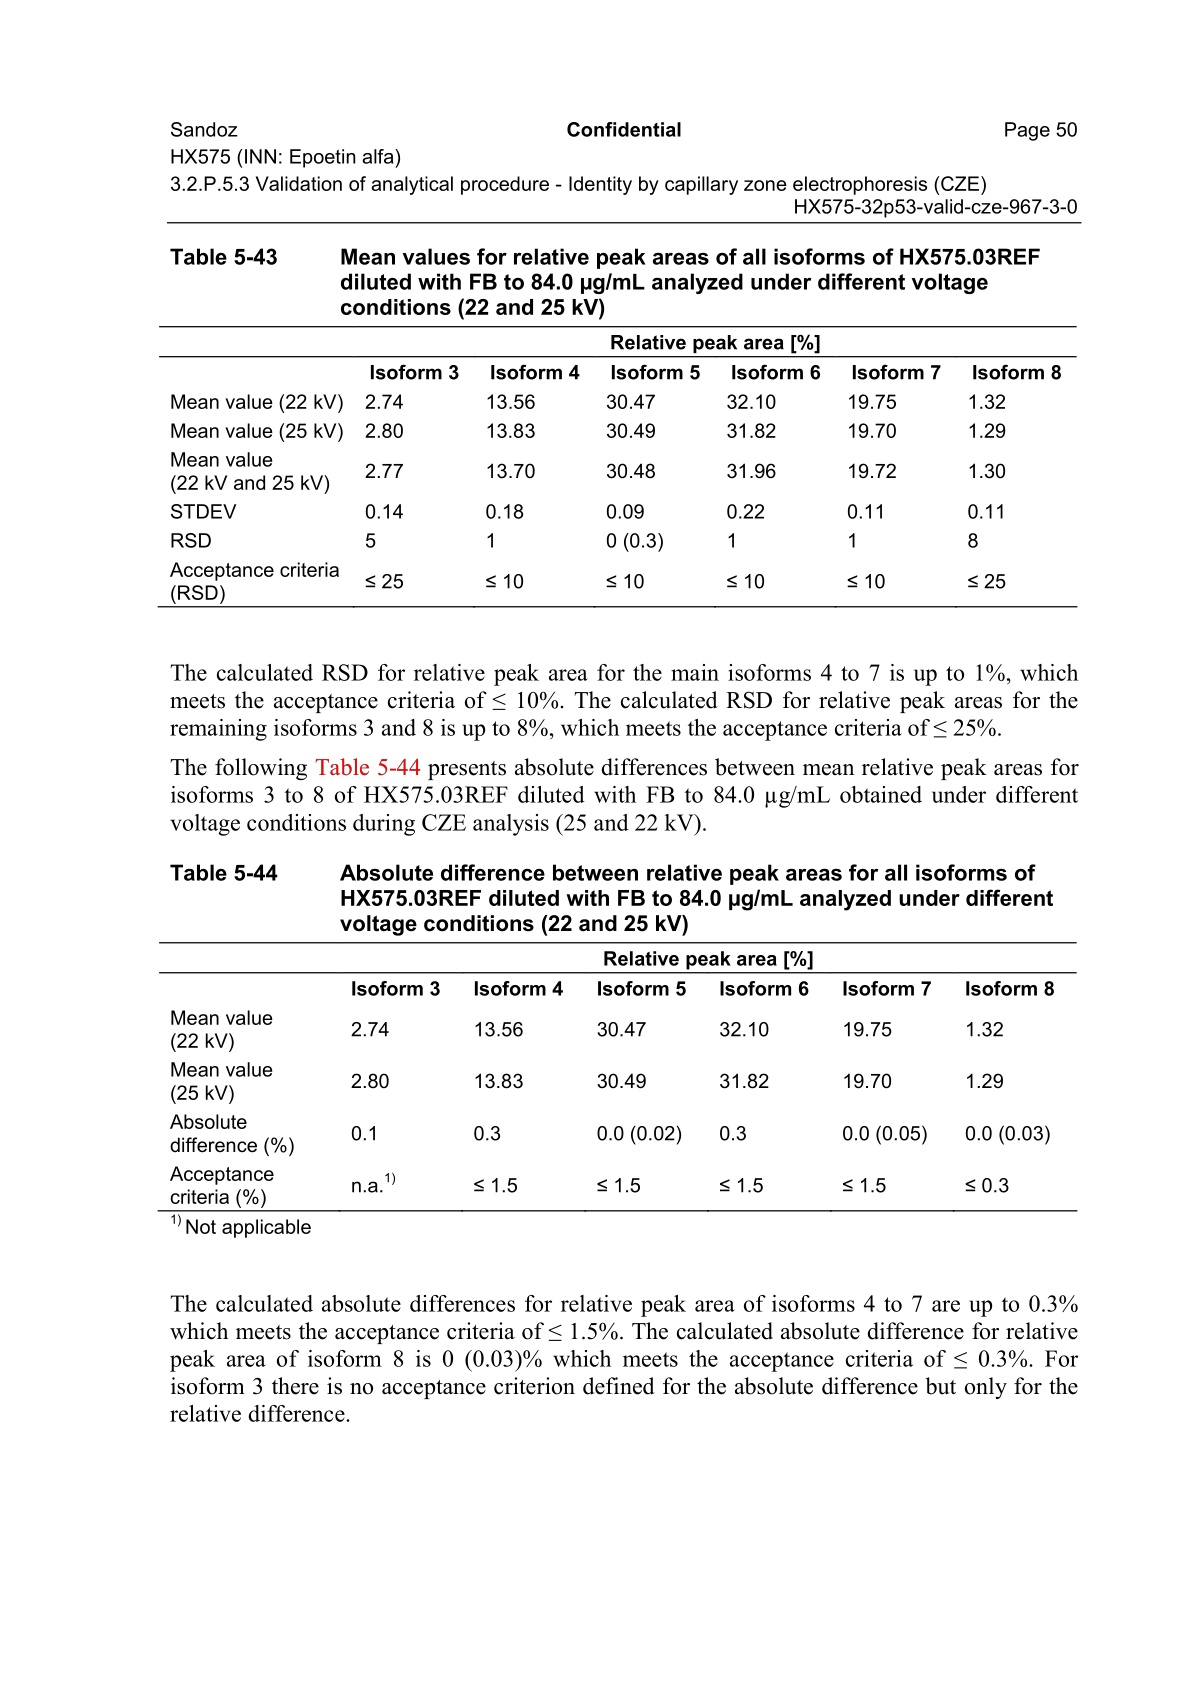 Sandoz Confidential Page 50
HX575 (INN: Epoetin alfa)
3.2.P.5.3 Validation of analytical procedure - Identity by capillary zone electrophoresis (CZE)
HX575-32p53-valid-cze-967-3-0
Table 5-43 Mean values for relative peak areas of all isoforms of HX575.03REF
diluted with FB to 84.0 µg/mL analyzed under different voltage
conditions (22 and 25 kV)
Relative peak area [%]
Isoform 3 Isoform 4 Isoform 5 Isoform 6 Isoform 7 Isoform 8
Mean value (22 kV) 2.74 13.56 30.47 32.10 19.75 1.32
Mean value (25 kV) 2.80 13.83 30.49 31.82 19.70 1.29
Mean value
(22 kV and 25 kV) 2.77 13.70 30.48 31.96 19.72 1.30
STDEV 0.14 0.18 0.09 0.22 0.11 0.11
RSD 5 1 0 (0.3) 1 1 8
Acceptance criteria
(RSD) ≤ 25 ≤ 10 ≤ 10 ≤ 10 ≤ 10 ≤ 25
The calculated RSD for relative peak area for the main isoforms 4 to 7 is up to 1%, which
meets the acceptance criteria of ≤ 10%. The calculated RSD for relative peak areas for the
remaining isoforms 3 and 8 is up to 8%, which meets the acceptance criteria of ≤ 25%.
The following Table 5-44 presents absolute differences between mean relative peak areas for
isoforms 3 to 8 of HX575.03REF diluted with FB to 84.0 µg/mL obtained under different
voltage conditions during CZE analysis (25 and 22 kV).
Table 5-44 Absolute difference between relative peak areas for all isoforms of
HX575.03REF diluted with FB to 84.0 µg/mL analyzed under different
voltage conditions (22 and 25 kV)
Relative peak area [%]
Isoform 3 Isoform 4 Isoform 5 Isoform 6 Isoform 7 Isoform 8
Mean value
(22 kV) 2.74 13.56 30.47 32.10 19.75 1.32
Mean value
(25 kV) 2.80 13.83 30.49 31.82 19.70 1.29
Absolute
difference (%) 0.1 0.3 0.0 (0.02) 0.3 0.0 (0.05) 0.0 (0.03)
Acceptance
criteria (%) n.a.1) ≤ 1.5 ≤ 1.5 ≤ 1.5 ≤ 1.5 ≤ 0.3
1) Not applicable
The calculated absolute differences for relative peak area of isoforms 4 to 7 are up to 0.3%
which meets the acceptance criteria of ≤ 1.5%. The calculated absolute difference for relative
peak area of isoform 8 is 0 (0.03)% which meets the acceptance criteria of ≤ 0.3%. For
isoform 3 there is no acceptance criterion defined for the absolute difference but only for the
relative difference.